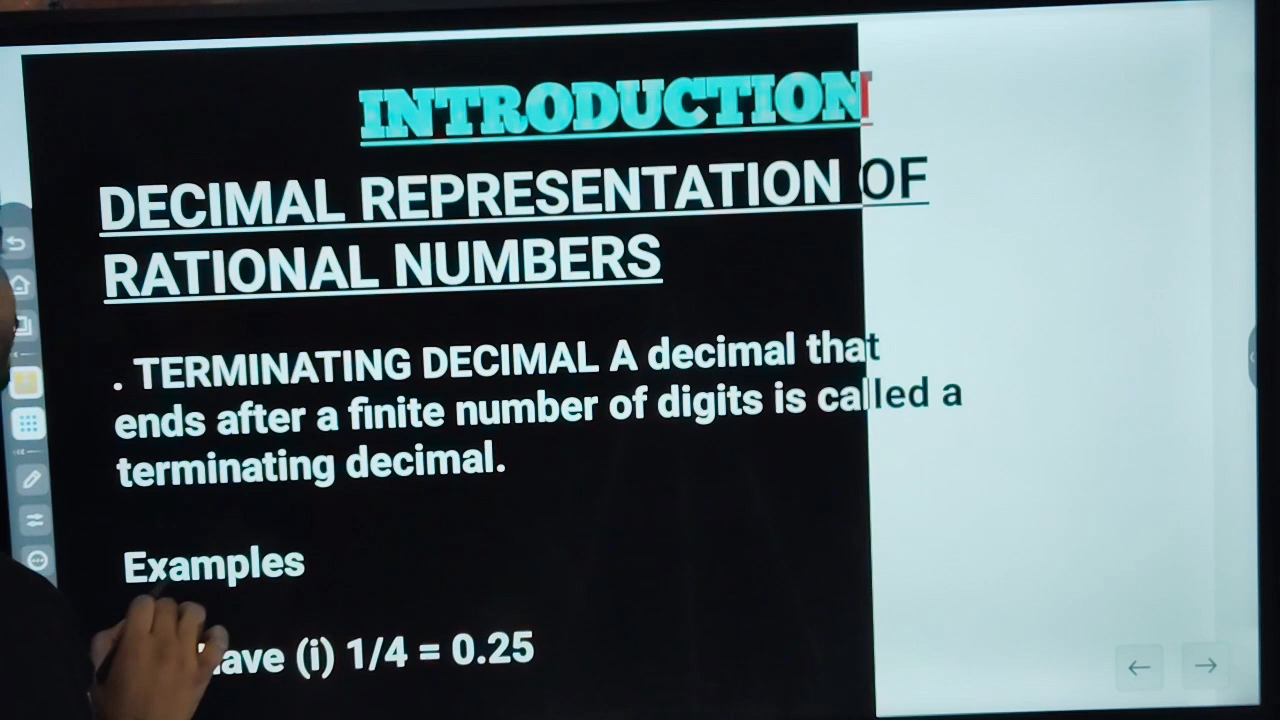 INTRODUCTION
DECIMAL REPRESENTATION OF
RATIONAL NUMBERS
. TERMINATING DECIMAL A decimal that
ends after a finite number of digits is called a
terminating decimal.
Examples
have (i) 1/4 = 0.25